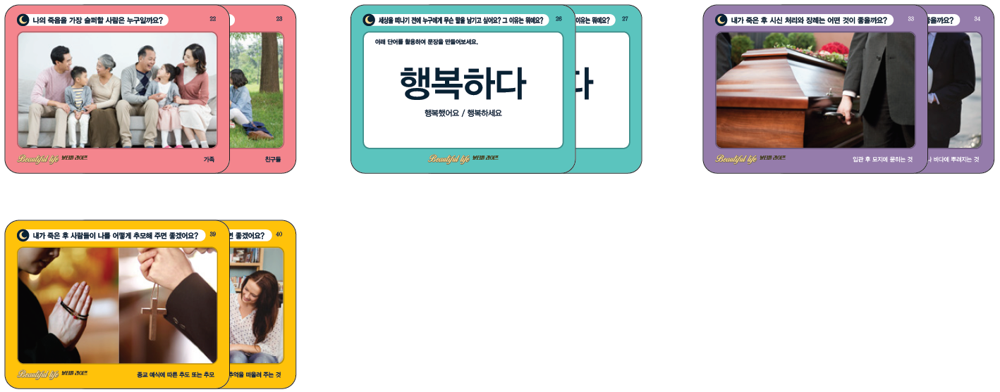 나의 죽음을 가장 슬퍼할 사람은 누구일까요?
22
23
가족
친구들
Beautiful life 뷰티풀 라이프
세상을 떠나기 전에 누구에게 무슨 말을 남기고 싶어요? 그 이유는 뭐예요?
26
이유는 뭐예요?
27
아래 단어를 활용하여 문장을 만들어보세요.
행복하다
다
행복했어요 / 행복하세요
Beautiful life 뷰티풀 라이프
내가 죽은 후 시신 처리와 장례는 어떤 것이 좋을까요?
33
좋을까요?
34
Beautiful life 뷰티풀 라이프
입관 후 묘지에 묻히는 것
나 바다에 뿌려지는 것
내가 죽은 후 사람들이 나를 어떻게 추모해 주면 좋겠어요?
39
면 좋겠어요?
40
Beautiful life 뷰티풀 라이프
종교 예식에 따른 추도 또는 추모
추억을 떠올려 주는 것